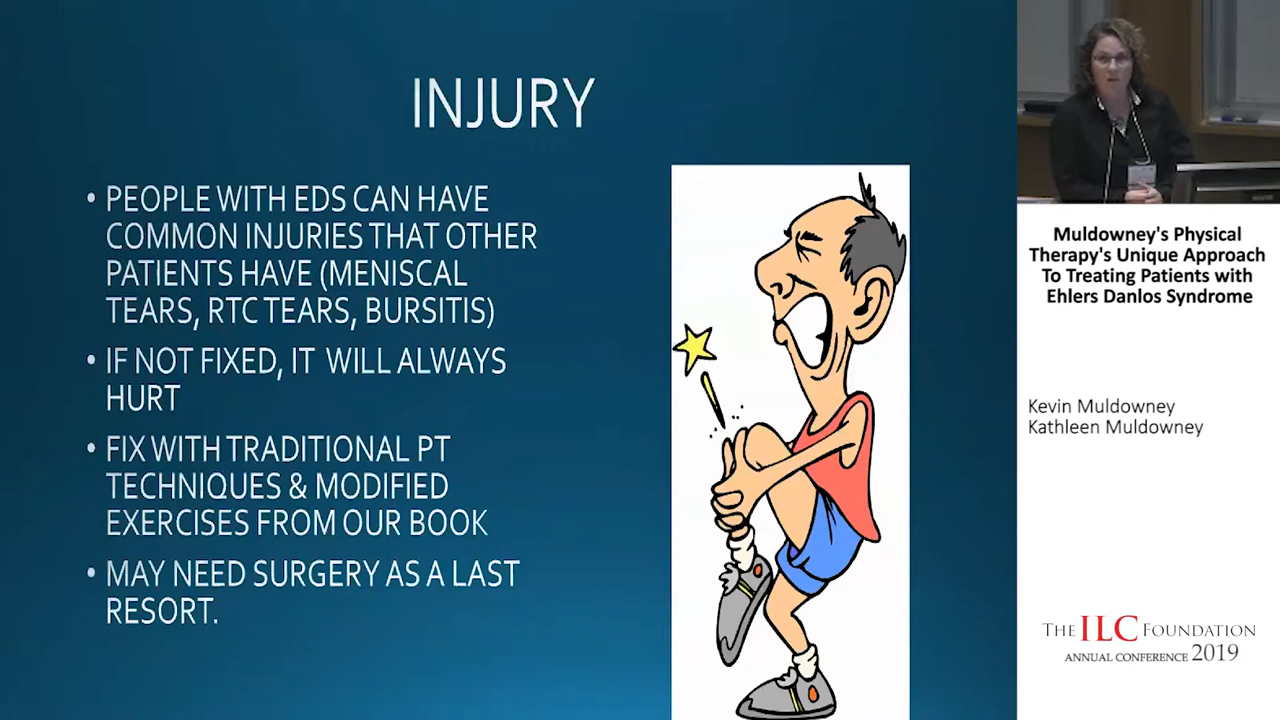 INJURY
• PEOPLE WITH EDS CAN HAVE
COMMON INJURIES THAT OTHER
PATIENTS HAVE (MENISCAL
TEARS, RTC TEARS, BURSITIS)
• IF NOT FIXED, IT WILL ALWAYS
HURT
• FIX WITH TRADITIONAL PT
TECHNIQUES & MODIFIED
EXERCISES FROM OUR BOOK
• MAY NEED SURGERY AS A LAST
RESORT.
Muldowney's Physical
Therapy's Unique Approach
To Treating Patients with
Ehlers Danlos Syndrome
Kevin Muldowney
Kathleen Muldowney
THE ILC FOUNDATION
ANNUAL CONFERENCE 2019